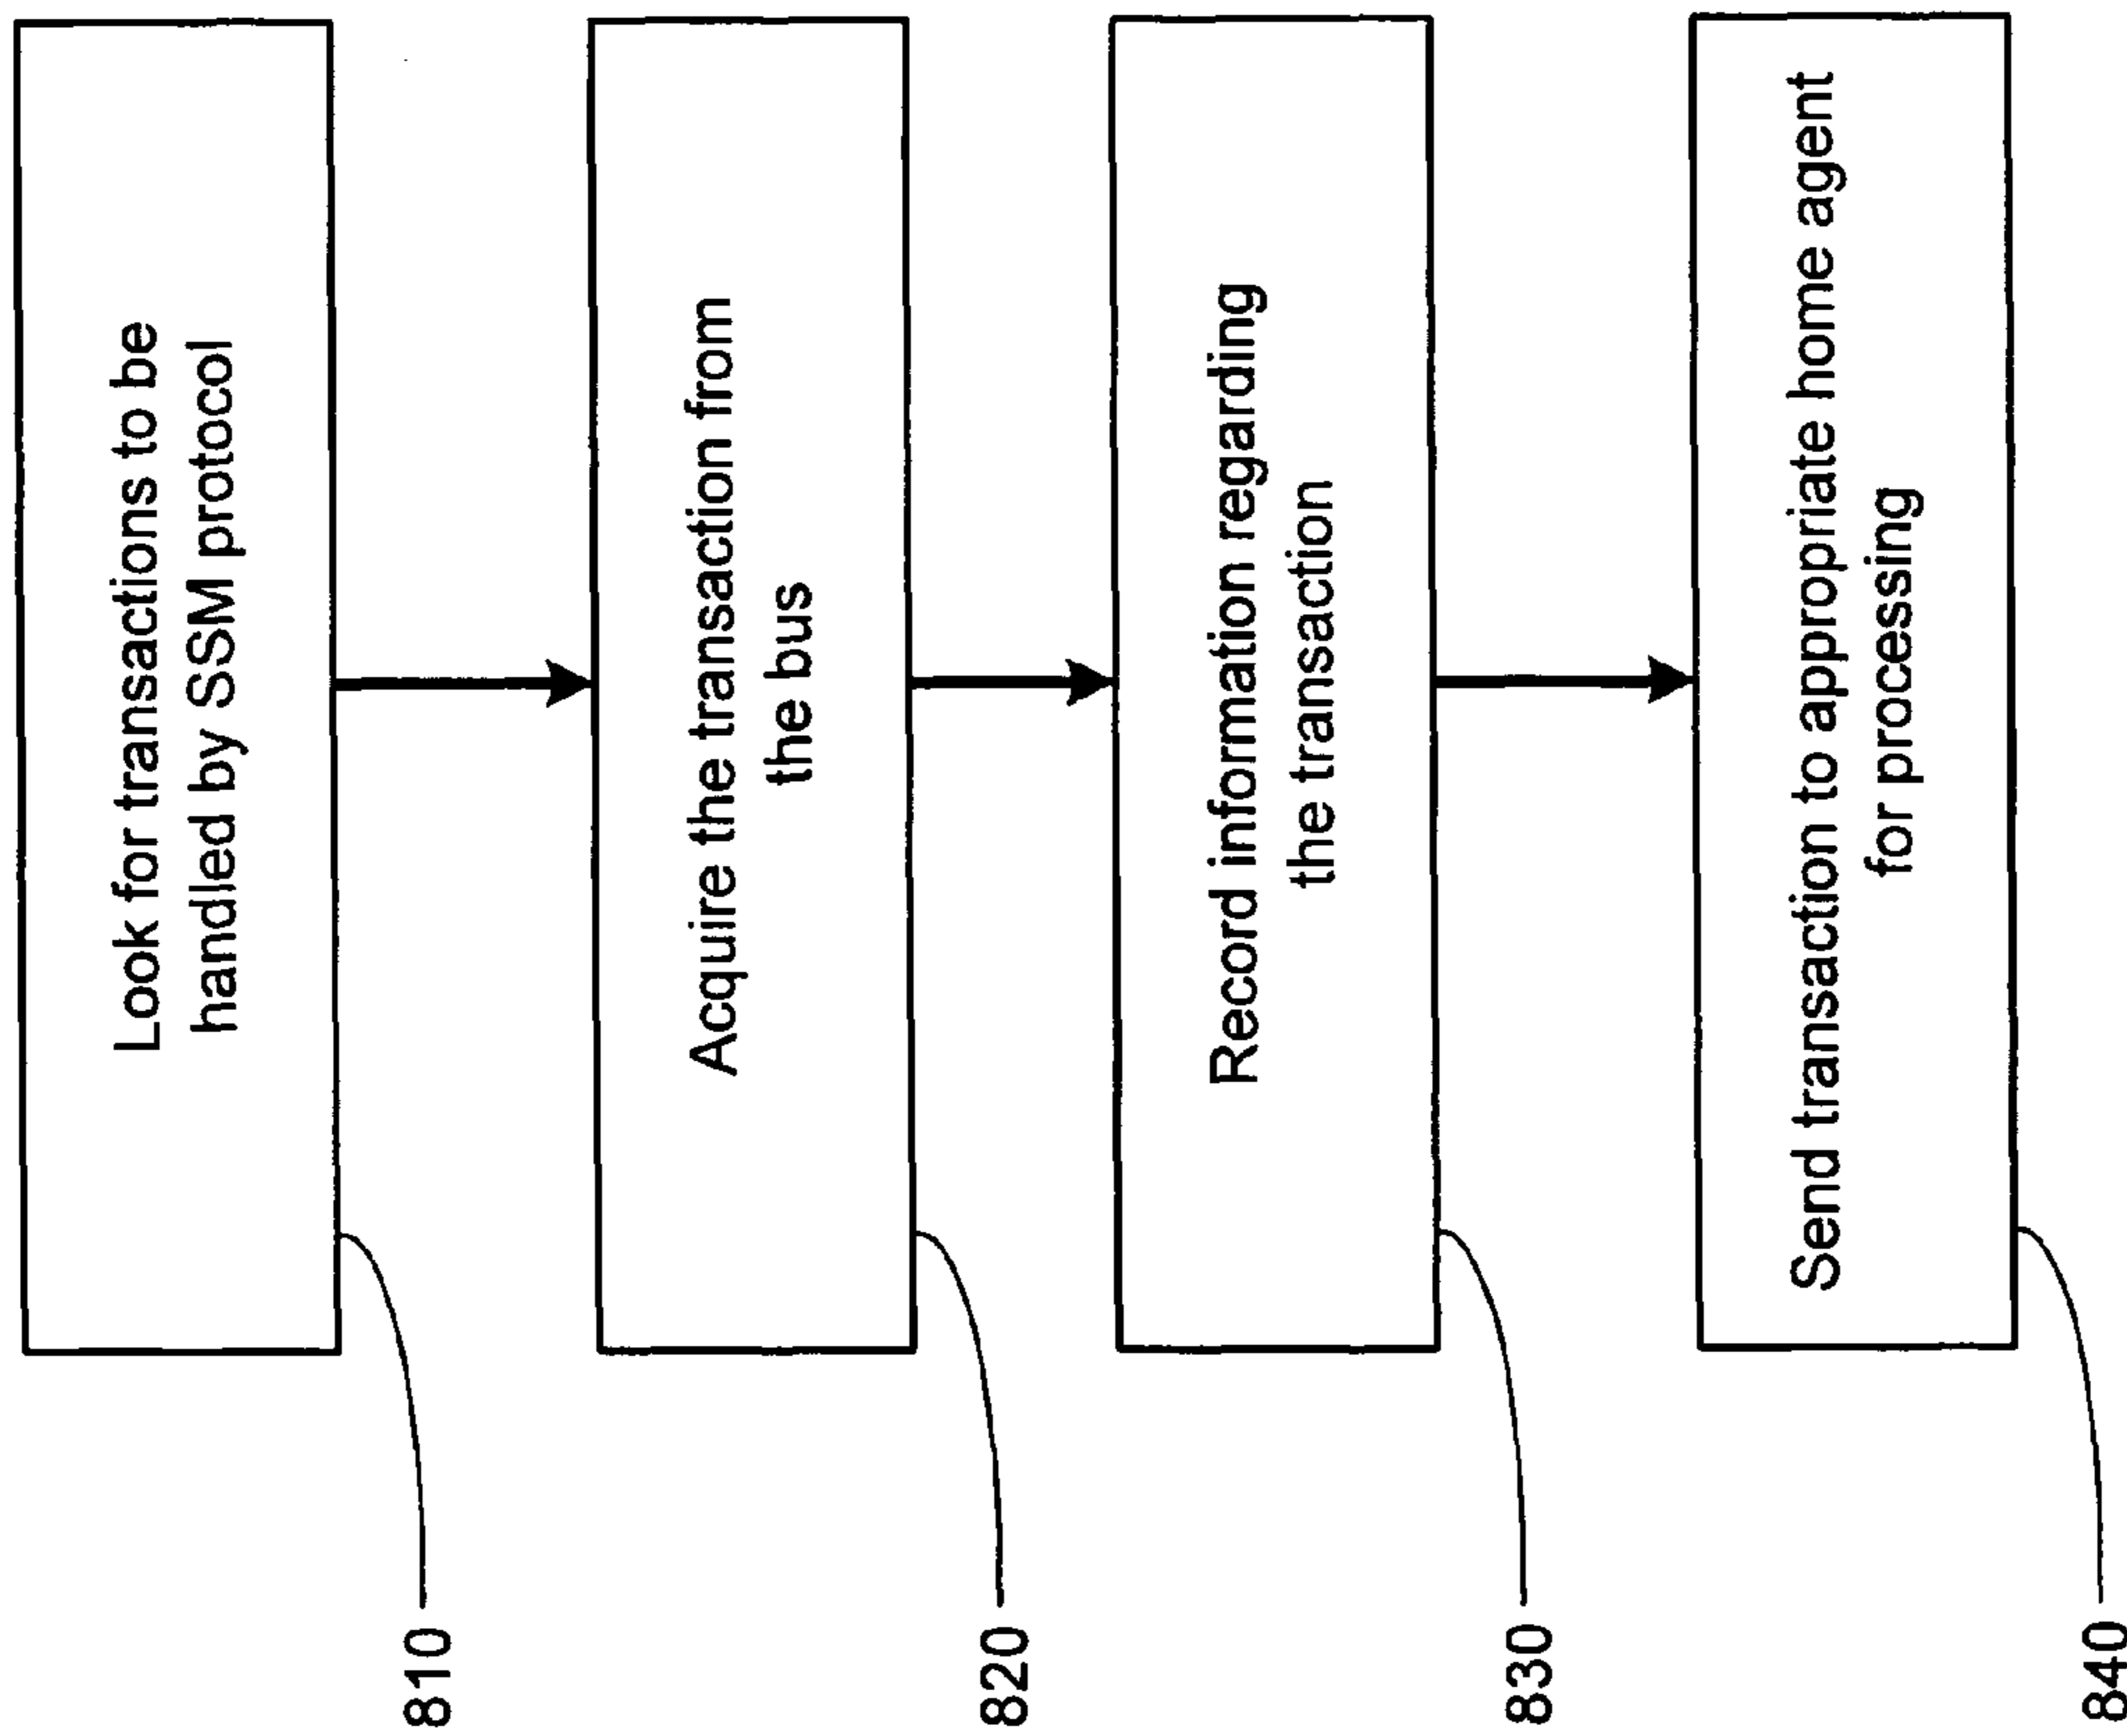 Look for transactions to be
handled by SSM protocol
810
Acquire the transaction from
the bus
820
Record information regarding
the transaction
830
Send transaction to appropriate home agent
for processing
840